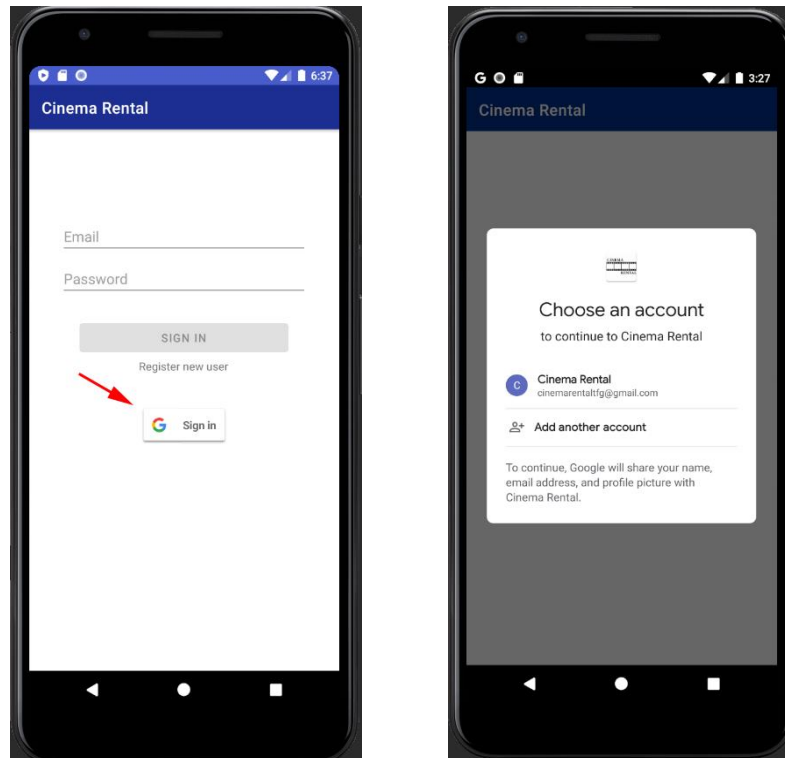 6:37
Cinema Rental
Email
Password
SIGN IN
Register new user
G Sign in
G
3:27
Cinema Rental
CINEMA
RENTAL
Choose an account
to continue to Cinema Rental
C
Cinema Rental
cinemarentaltfg@gmail.com
Add another account
To continue, Google will share your name,
email address, and profile picture with
Cinema Rental.